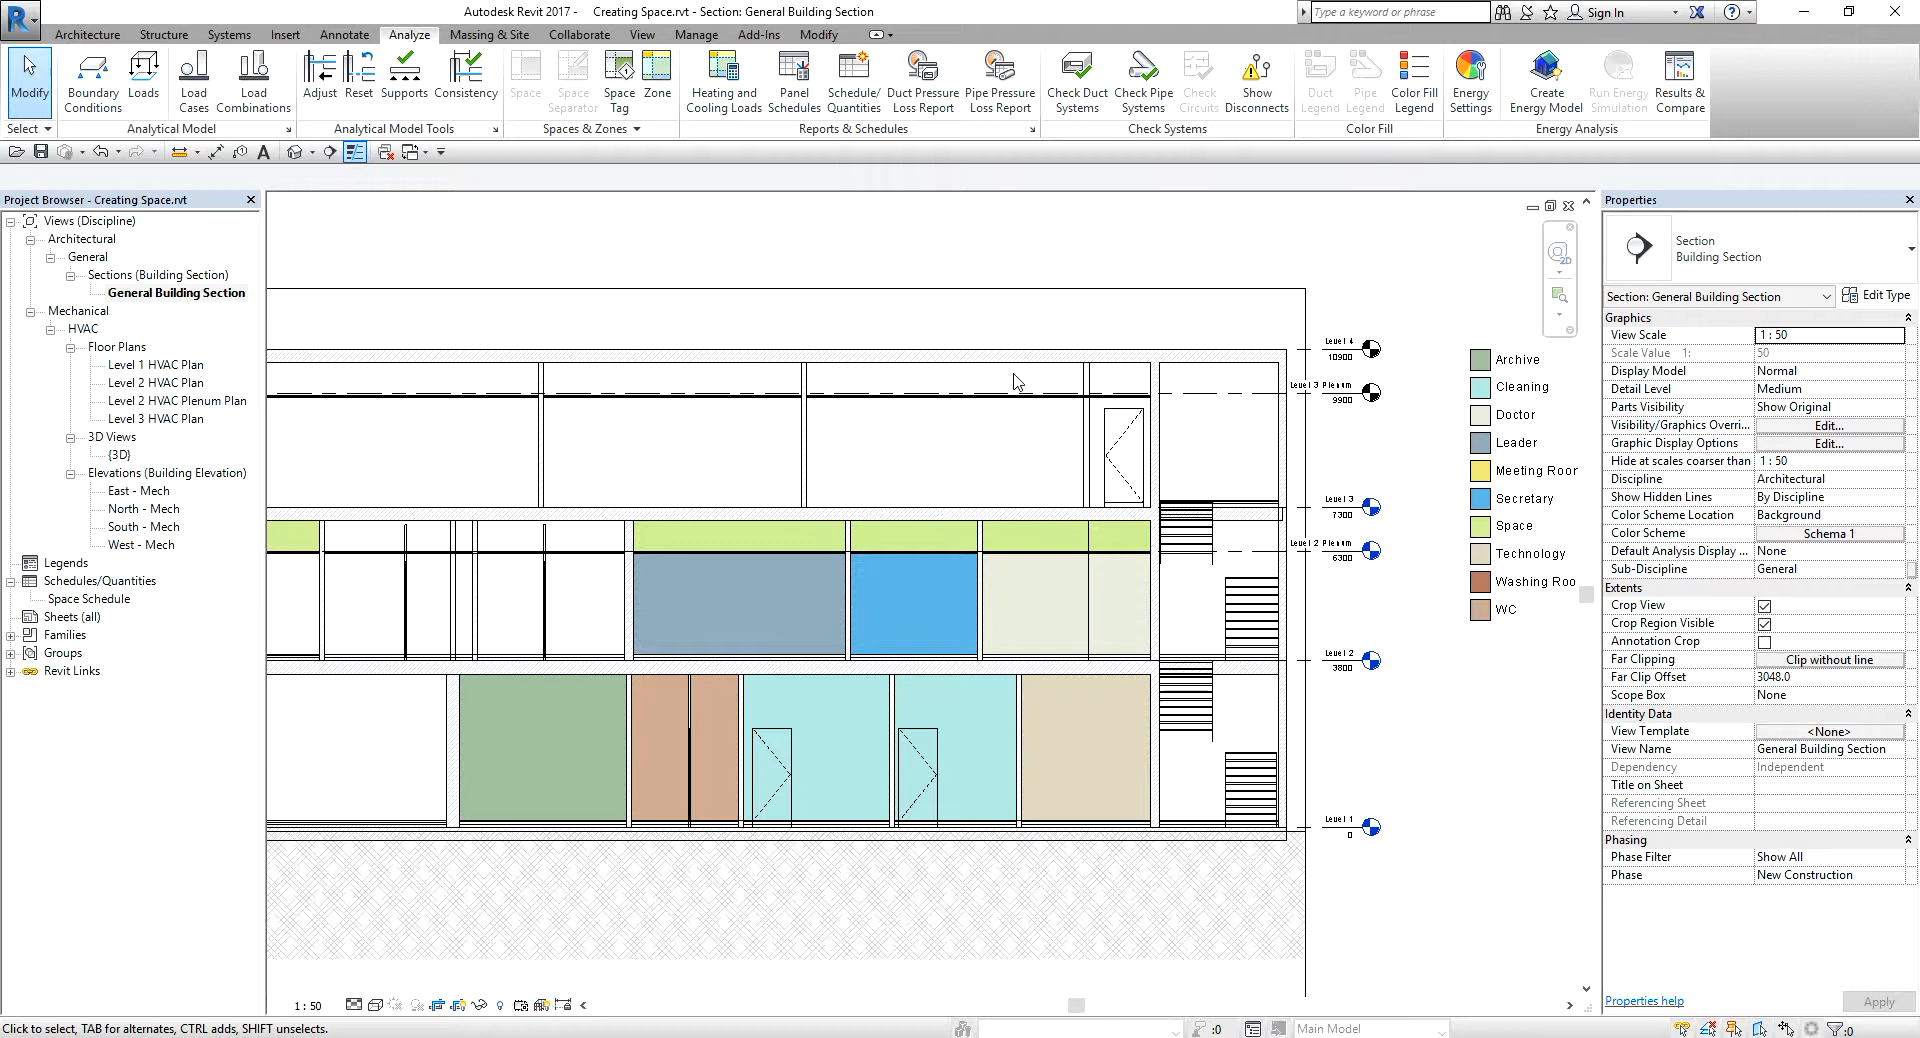 Autodesk Revit 2017 - Creating Space.rvt - Section: General Building Section
Type a keyword or phrase
Sign In
Architecture Structure Systems Insert Annotate Analyze Massing & Site Collaborate View Manage Add-Ins Modify
Modify
Boundary Conditions
Loads
Load Cases
Load Combinations
Adjust
Reset
Supports
Consistency
Space
Space Separator
Space Tag
Zone
Heating and Cooling Loads
Panel Schedules
Schedule/ Quantities
Duct Pressure Loss Report
Pipe Pressure Loss Report
Check Duct Systems
Check Pipe Systems
Check Circuits
Show Disconnects
Duct Legend
Pipe Legend
Color Fill Legend
Energy Settings
Create Energy Model
Run Energy Simulation
Results & Compare
Select
Analytical Model
Analytical Model Tools
Spaces & Zones
Reports & Schedules
Check Systems
Color Fill
Energy Analysis
Project Browser - Creating Space.rvt
Views (Discipline)
Architectural
General
Sections (Building Section)
General Building Section
Mechanical
HVAC
Floor Plans
Level 1 HVAC Plan
Level 2 HVAC Plan
Level 2 HVAC Plenum Plan
Level 3 HVAC Plan
3D Views
{3D}
Elevations (Building Elevation)
East - Mech
North - Mech
South - Mech
West - Mech
Legends
Schedules/Quantities
Space Schedule
Sheets (all)
Families
Groups
Revit Links
2D
Level 4
10900
Level 3 Plenum
9900
Level 3
7300
Level 2 Plenum
6300
Level 2
3800
Level 1
0
Archive
Cleaning
Doctor
Leader
Meeting Roor
Secretary
Space
Technology
Washing Roo
WC
Properties
Section
Building Section
Section: General Building Section
Edit Type
Graphics
View Scale 1 : 50
Scale Value 1: 50
Display Model Normal
Detail Level Medium
Parts Visibility Show Original
Visibility/Graphics Overri... Edit...
Graphic Display Options Edit...
Hide at scales coarser than 1 : 50
Discipline Architectural
Show Hidden Lines By Discipline
Color Scheme Location Background
Color Scheme Schema 1
Default Analysis Display ... None
Sub-Discipline General
Extents
Crop View
Crop Region Visible
Annotation Crop
Far Clipping Clip without line
Far Clip Offset 3048.0
Scope Box None
Identity Data
View Template <None>
View Name General Building Section
Dependency Independent
Title on Sheet
Referencing Sheet
Referencing Detail
Phasing
Phase Filter Show All
Phase New Construction
Properties help
Apply
1 : 50
Click to select, TAB for alternates, CTRL adds, SHIFT unselects.
:0
Main Model
:0